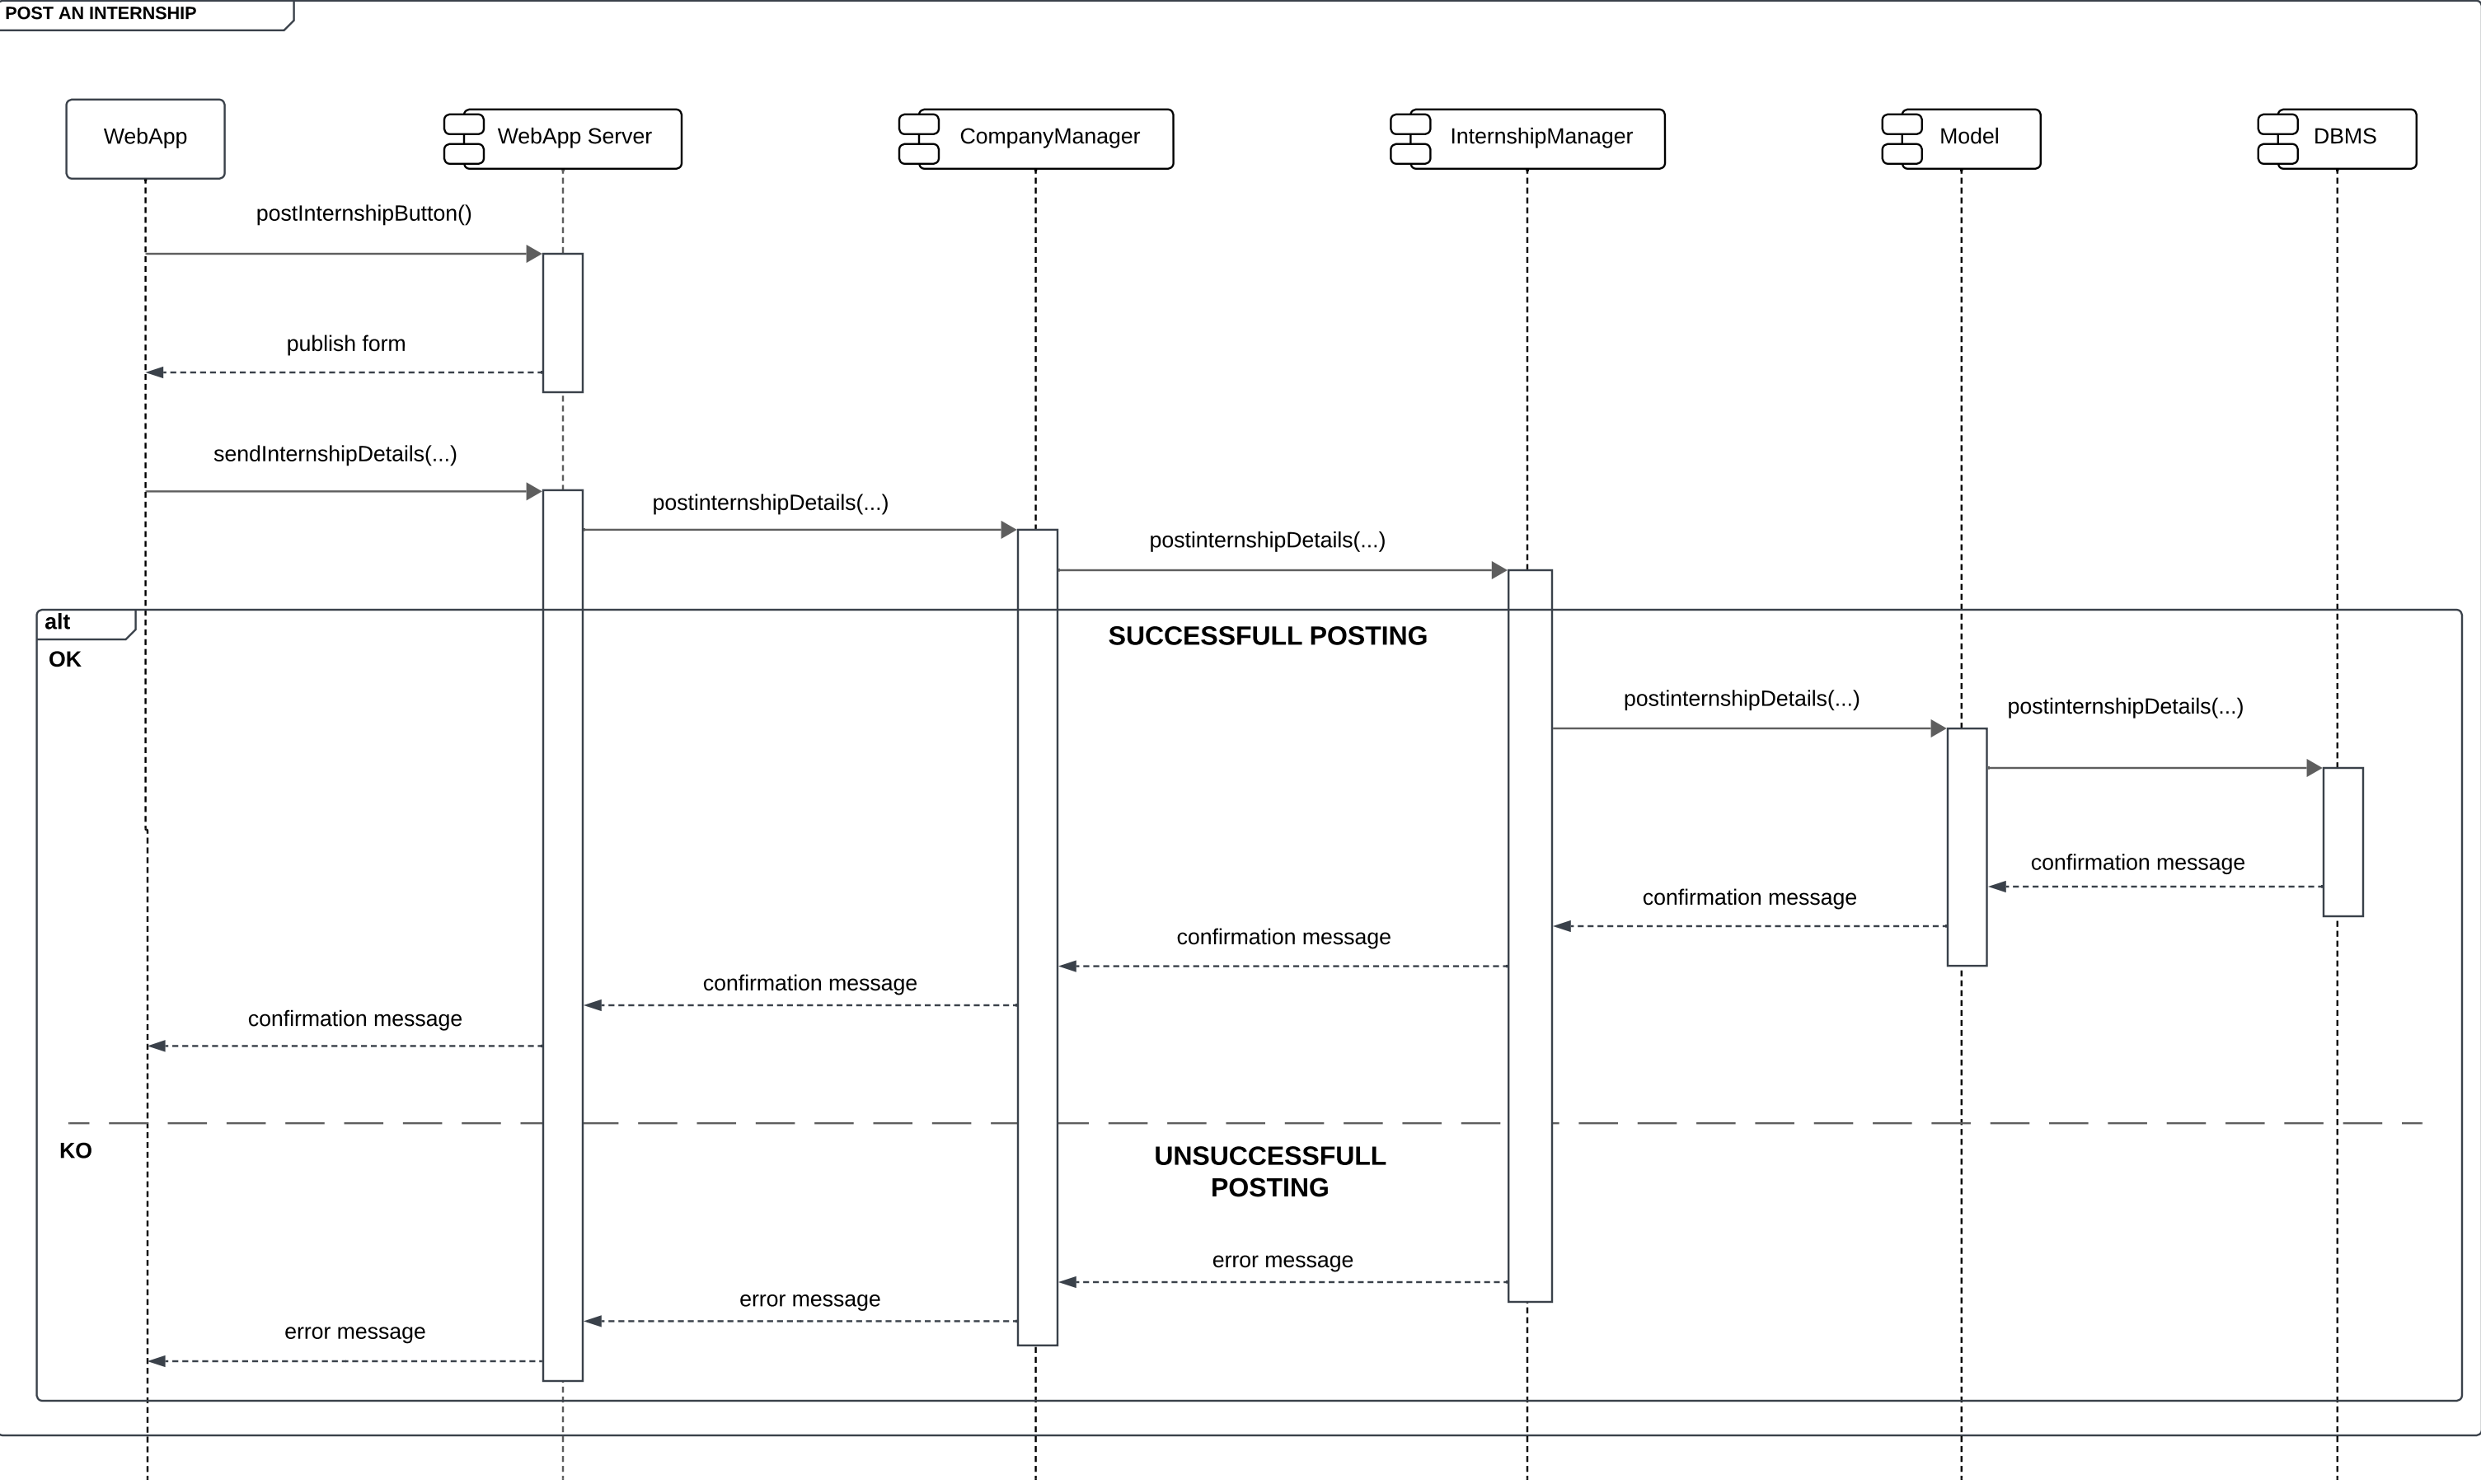 POST AN INTERNSHIP
WebApp
WebApp Server
CompanyManager
InternshipManager
Model
DBMS
postInternshipButton()
publish form
sendInternshipDetails(...)
postinternshipDetails(...)
postinternshipDetails(...)
alt
OK
SUCCESSFULL POSTING
postinternshipDetails(...)
postinternshipDetails(...)
confirmation message
confirmation message
confirmation message
confirmation message
confirmation message
KO
UNSUCCESSFULL
POSTING
error message
error message
error message